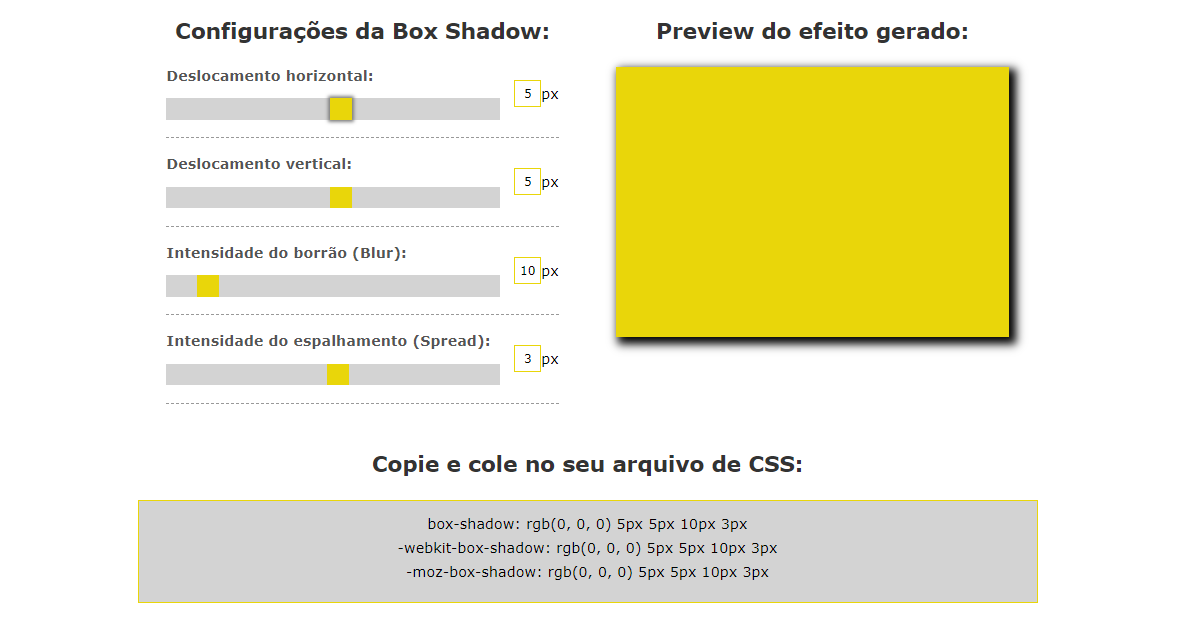 Configurações da Box Shadow:
Deslocamento horizontal:
5 px
Deslocamento vertical:
5 px
Intensidade do borrão (Blur):
10 px
Intensidade do espalhamento (Spread):
3 px
Preview do efeito gerado:
Copie e cole no seu arquivo de CSS:
box-shadow: rgb(0, 0, 0) 5px 5px 10px 3px
-webkit-box-shadow: rgb(0, 0, 0) 5px 5px 10px 3px
-moz-box-shadow: rgb(0, 0, 0) 5px 5px 10px 3px